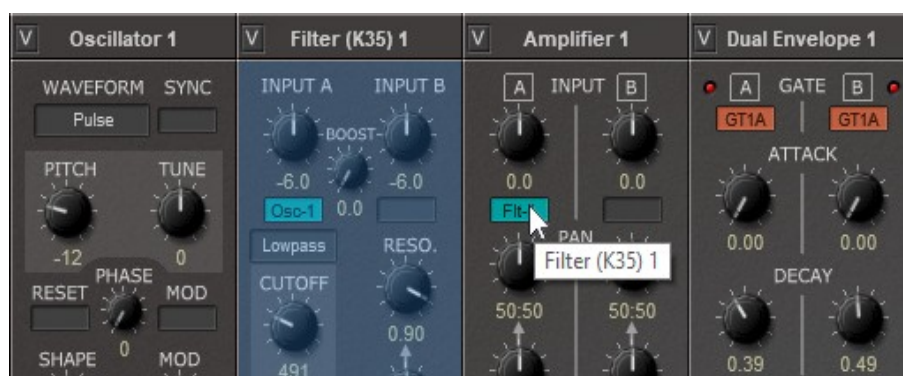 V Oscillator 1
WAVEFORM SYNC
Pulse
PITCH TUNE
-12 0
PHASE
RESET MOD
SHAPE 0 MOD
V Filter (K35) 1
INPUT A INPUT B
BOOST
-6.0 -6.0
Osc-1 0.0
Lowpass RESO.
CUTOFF
0.90
491
V Amplifier 1
A INPUT B
0.0 0.0
PAN
Filter (K35) 1
50:50 50:50
V Dual Envelope 1
A GATE B
GT1A GT1A
ATTACK
0.00 0.00
DECAY
0.39 0.49